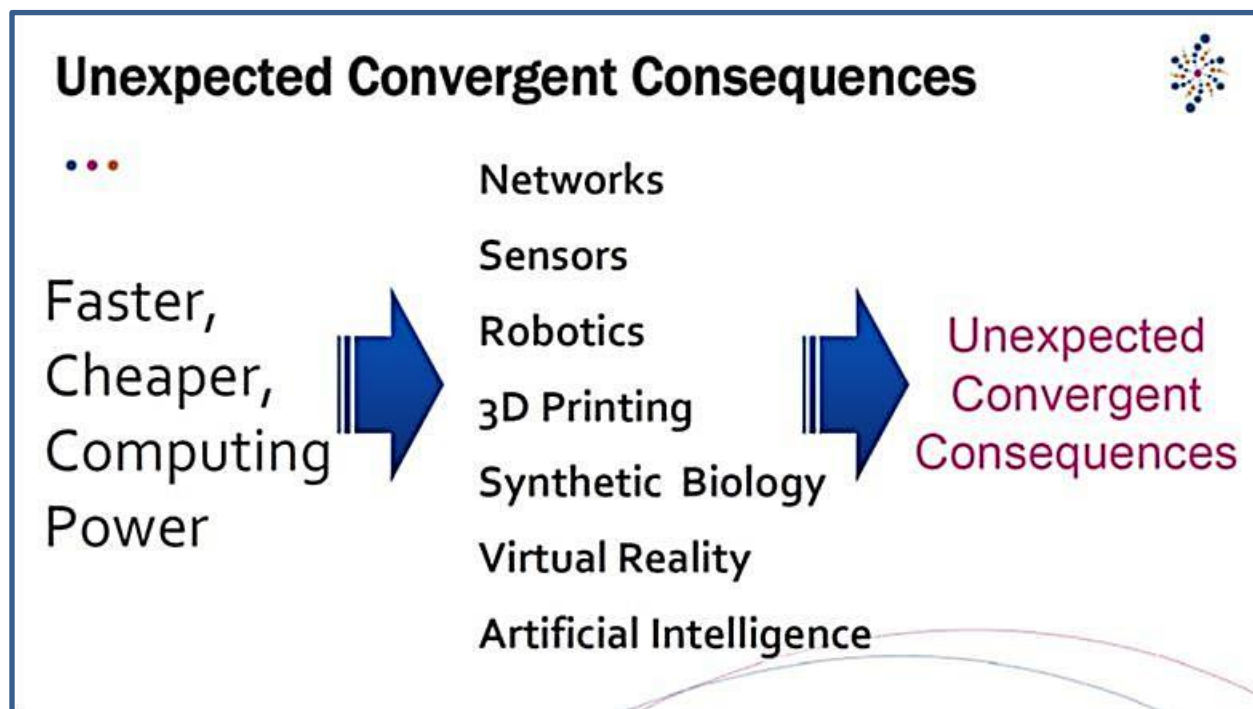 Unexpected Convergent Consequences
Faster,
Cheaper,
Computing
Power
Networks
Sensors
Robotics
3D Printing
Synthetic Biology
Virtual Reality
Artificial Intelligence
Unexpected
Convergent
Consequences